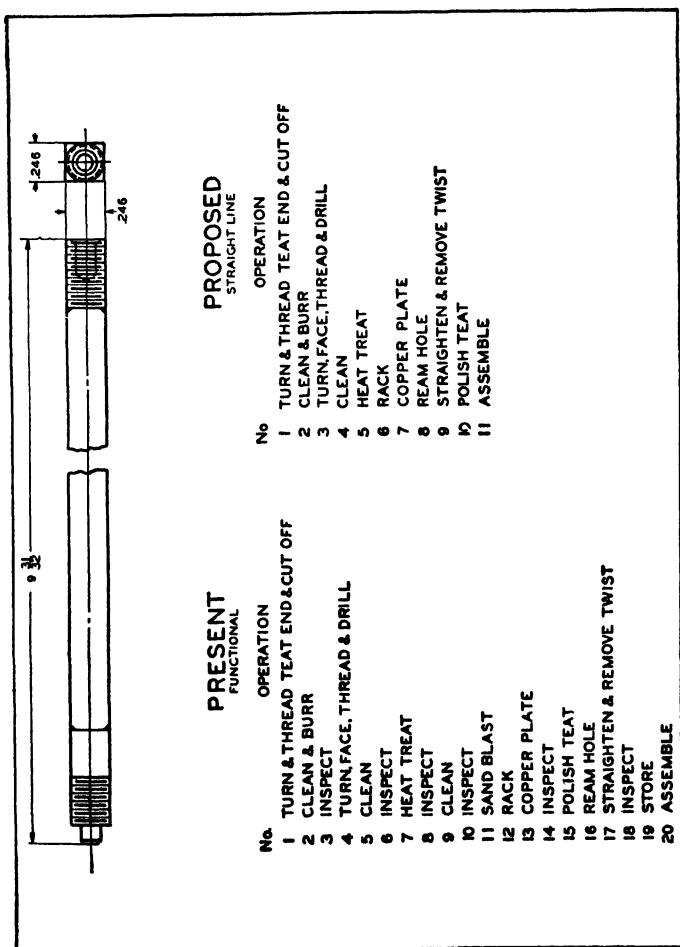 9 31/32
.246
.246
PRESENT
FUNCTIONAL
No. OPERATION
1 TURN & THREAD TEAT END & CUT OFF
2 CLEAN & BURR
3 INSPECT
4 TURN, FACE, THREAD & DRILL
5 CLEAN
6 INSPECT
7 HEAT TREAT
8 INSPECT
9 CLEAN
10 INSPECT
11 SAND BLAST
12 RACK
13 COPPER PLATE
14 INSPECT
15 POLISH TEAT
16 REAM HOLE
17 STRAIGHTEN & REMOVE TWIST
18 INSPECT
19 STORE
20 ASSEMBLE
PROPOSED
STRAIGHT LINE
No OPERATION
1 TURN & THREAD TEAT END & CUT OFF
2 CLEAN & BURR
3 TURN, FACE, THREAD & DRILL
4 CLEAN
5 HEAT TREAT
6 RACK
7 COPPER PLATE
8 REAM HOLE
9 STRAIGHTEN & REMOVE TWIST
10 POLISH TEAT
11 ASSEMBLE